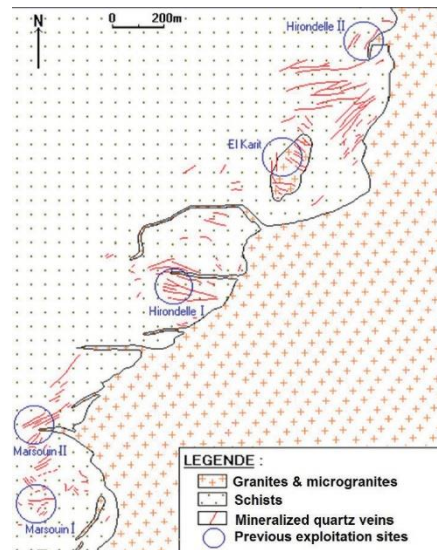 N
0 200m
Hirondelle II
El Karit
Hirondelle I
Marsouin II
Marsouin I
LEGENDE :
Granites & microgranites
Schists
Mineralized quartz veins
Previous exploitation sites